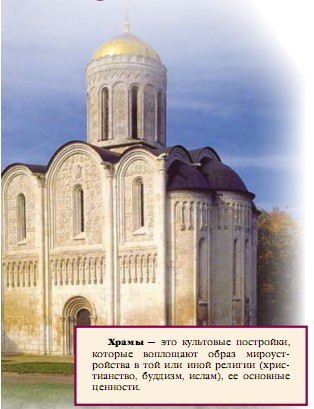 Храмы — это культовые постройки,
которые воплощают образ мироуст-
ройства в той или иной религии (хрис-
тианство, буддизм, ислам), ее основные
ценности.